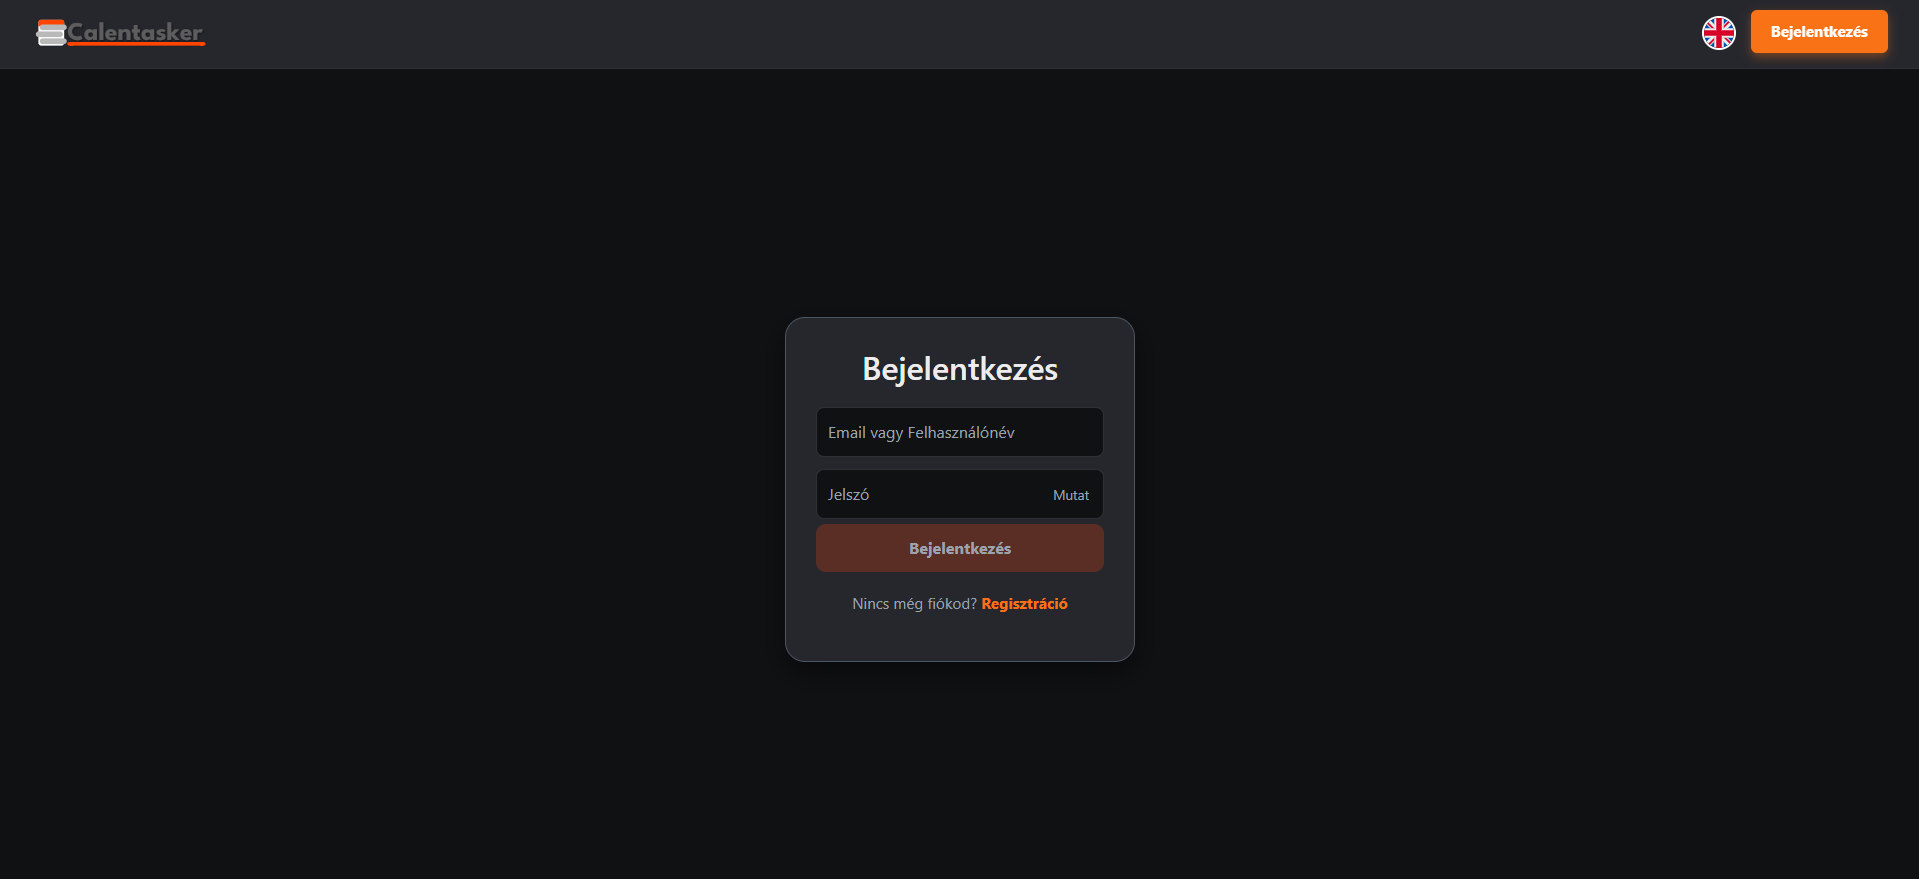 Calentasker
Bejelentkezés
Bejelentkezés
Email vagy Felhasználónév
Jelszó
Mutat
Bejelentkezés
Nincs még fiókod? Regisztráció